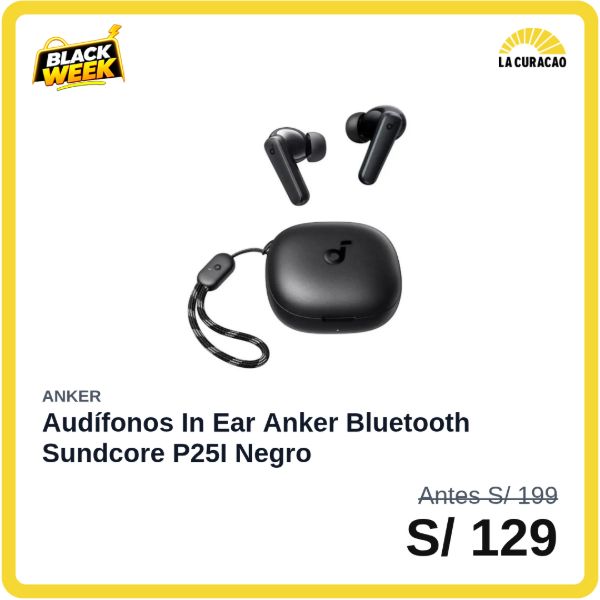 BLACK
WEEK
LA CURACAO
ANKER
Audífonos In Ear Anker Bluetooth
Sundcore P25I Negro
Antes S/ 199
S/ 129